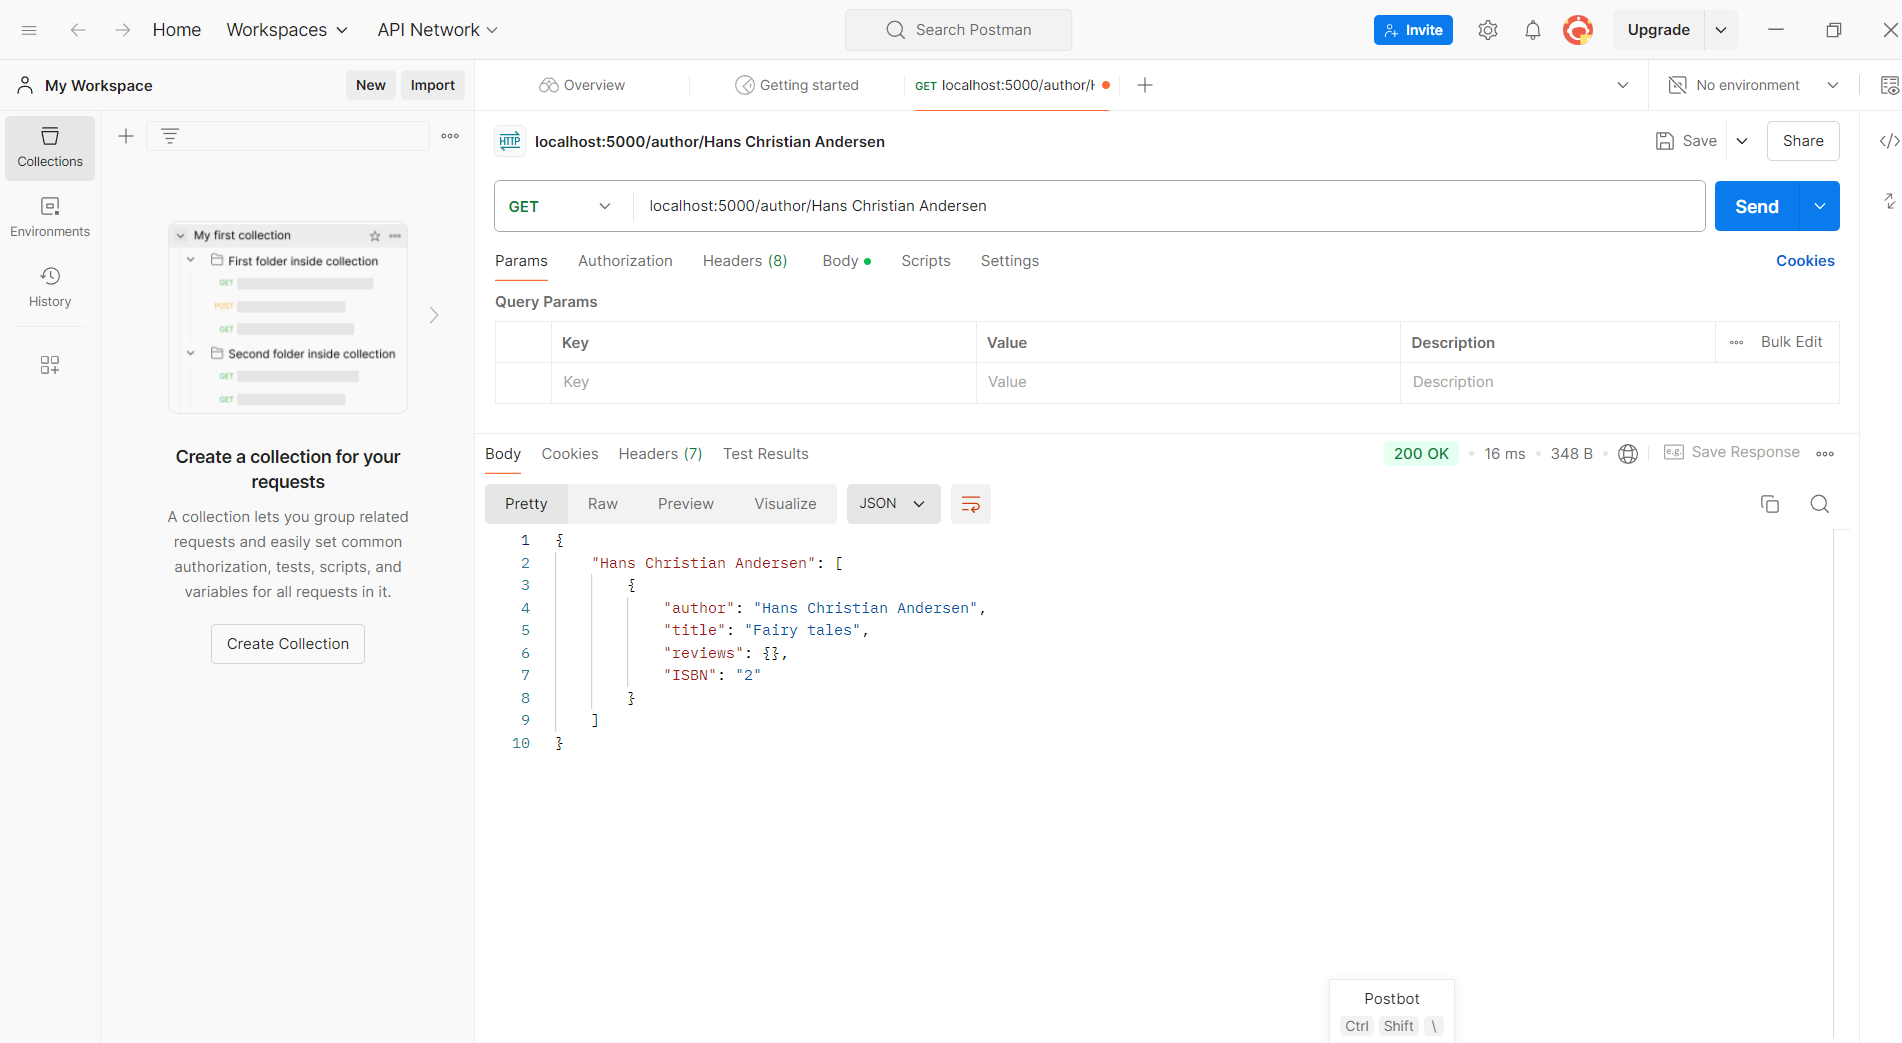 Home Workspaces API Network Search Postman Invite Upgrade
My Workspace New Import Overview Getting started GET localhost:5000/author/H No environment
Collections
Environments
History
My first collection
First folder inside collection
GET
POST
GET
Second folder inside collection
GET
GET
Create a collection for your
requests
A collection lets you group related
requests and easily set common
authorization, tests, scripts, and
variables for all requests in it.
Create Collection
HTTP localhost:5000/author/Hans Christian Andersen Save Share
GET localhost:5000/author/Hans Christian Andersen Send
Params Authorization Headers (8) Body Scripts Settings Cookies
Query Params
Key Value Description Bulk Edit
Key Value Description
Body Cookies Headers (7) Test Results 200 OK 16 ms 348 B e.g. Save Response
Pretty Raw Preview Visualize JSON
1 {
2 "Hans Christian Andersen": [
3 {
4 "author": "Hans Christian Andersen",
5 "title": "Fairy tales",
6 "reviews": {},
7 "ISBN": "2"
8 }
9 ]
10 }
Postbot
Ctrl Shift \